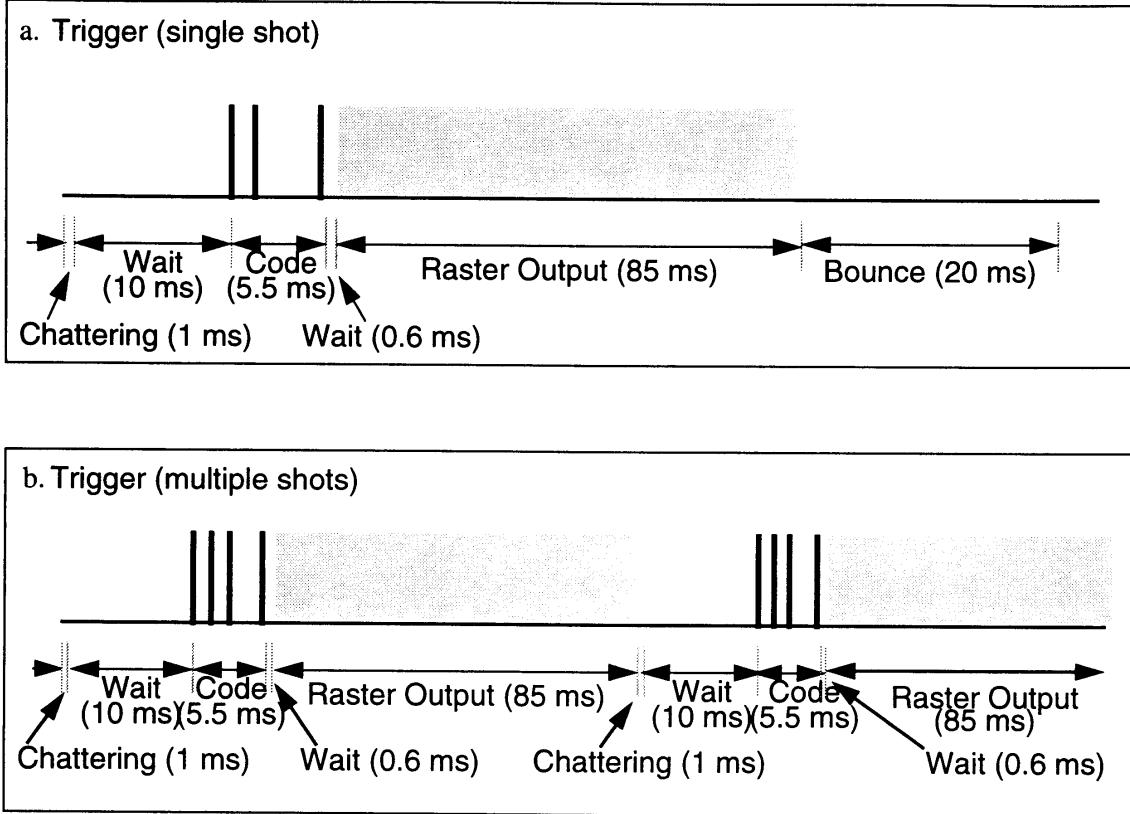 a. Trigger (single shot)
Wait
(10 ms)
Code
(5.5 ms)
Raster Output (85 ms)
Bounce (20 ms)
Chattering (1 ms)
Wait (0.6 ms)
b. Trigger (multiple shots)
Wait
(10 ms)
Code
(5.5 ms)
Raster Output (85 ms)
Wait
(10 ms)
Code
(5.5 ms)
Raster Output
(85 ms)
Chattering (1 ms)
Wait (0.6 ms)
Chattering (1 ms)
Wait (0.6 ms)